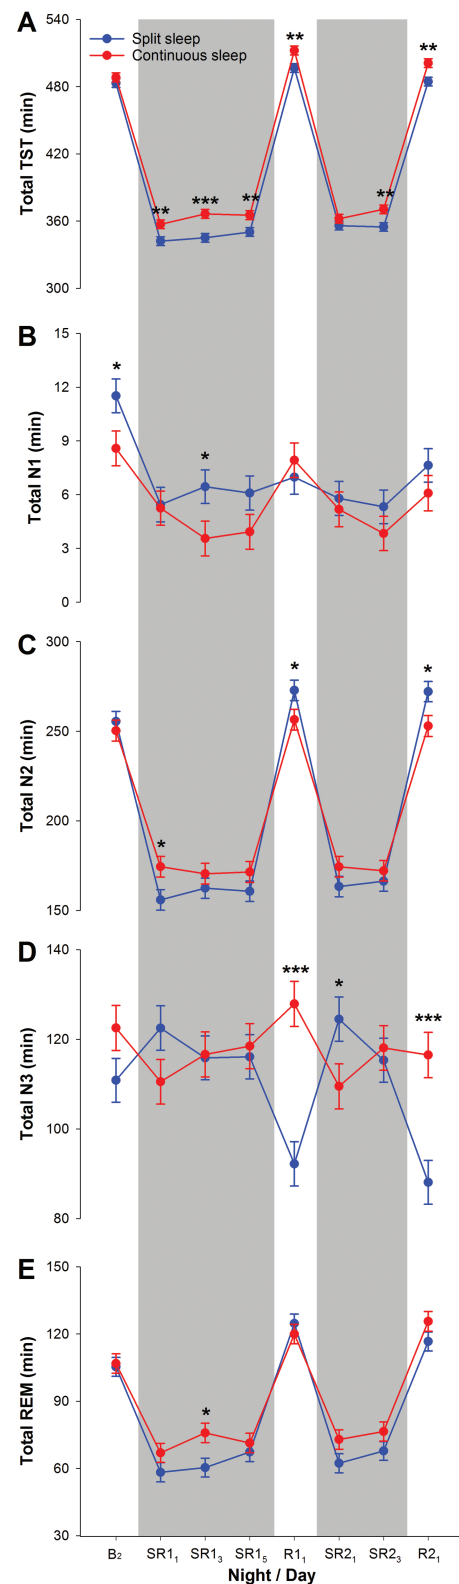 A
540
Split sleep
Continuous sleep
** **
480
Total TST (min)
420
360
** *** ** **
300
B
15
12
*
9
Total N1 (min)
*
6
3
0
C
300
* *
250
Total N2 (min)
200
*
150
D
140
*** * ***
120
Total N3 (min)
100
80
E
150
120
Total REM (min)
90
*
60
30
B2 SR11 SR13 SR15 R11 SR21 SR23 R21
Night / Day